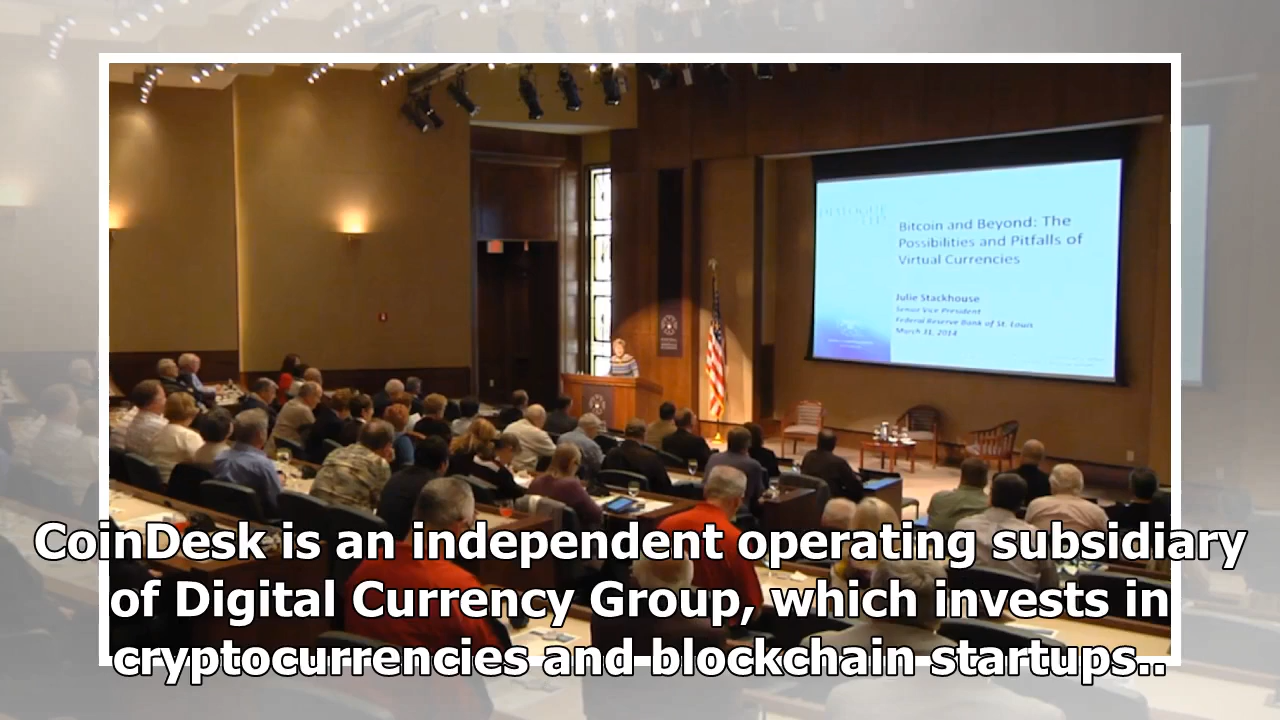 Bitcoin and Beyond: The
Possibilities and Pitfalls of
Virtual Currencies
Julie Stackhouse
Senior Vice President
Federal Reserve Bank of St. Louis
March 31, 2014
CoinDesk is an independent operating subsidiary
of Digital Currency Group, which invests in
cryptocurrencies and blockchain startups..